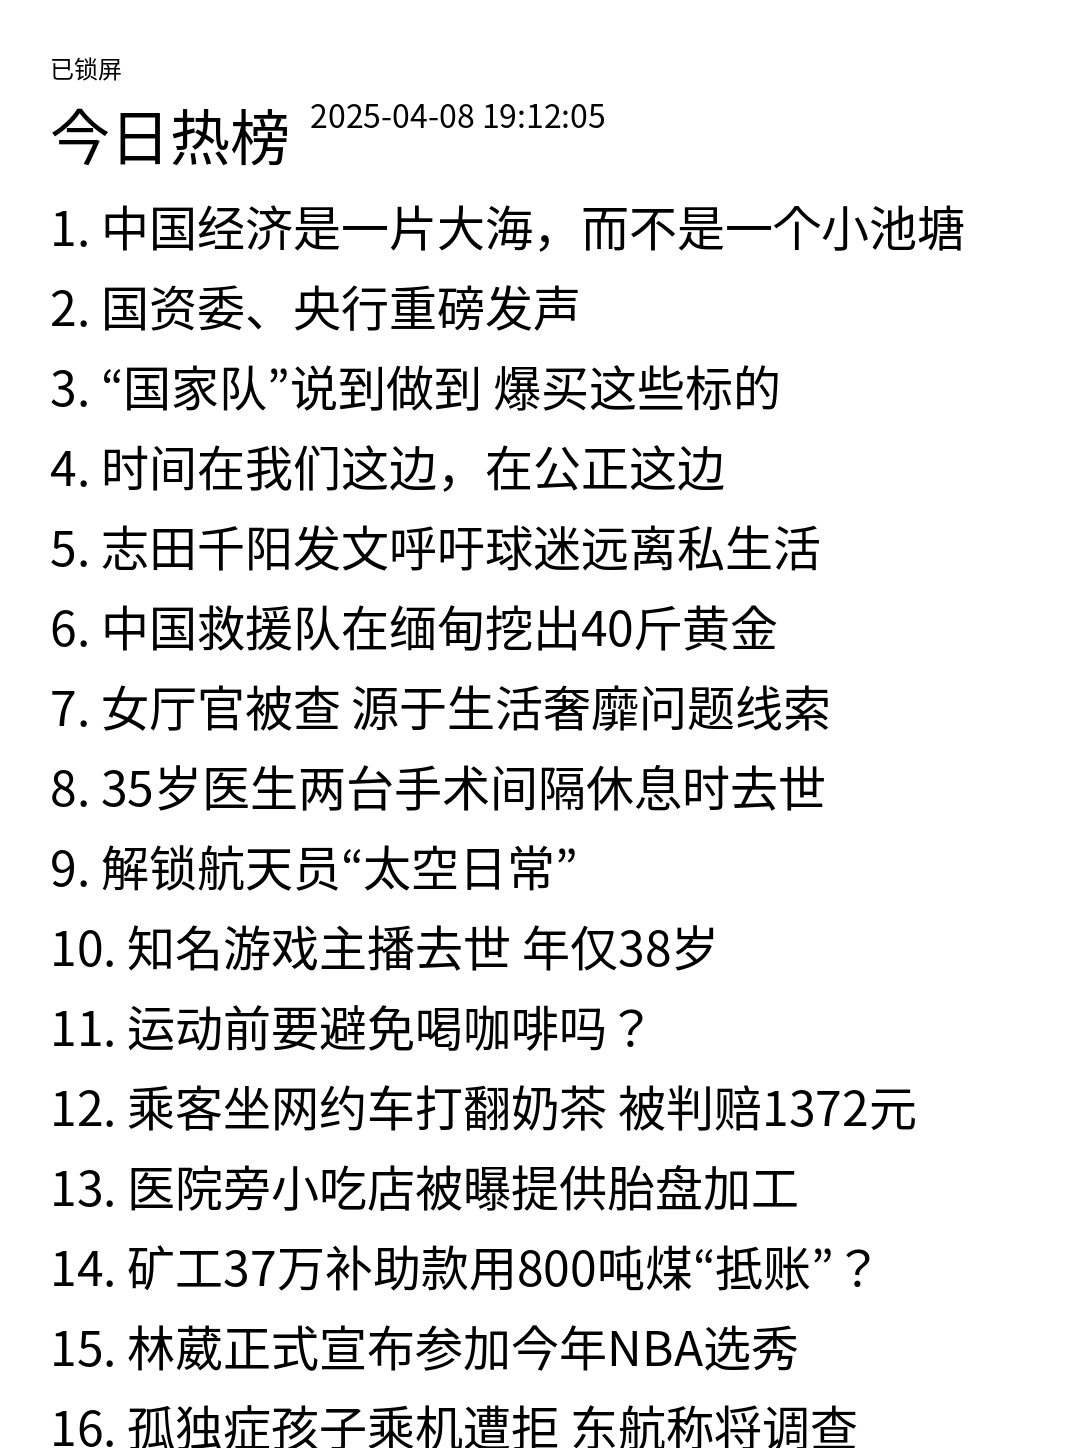 已锁屏
今日热榜 2025-04-08 19:12:05
1. 中国经济是一片大海，而不是一个小池塘
2. 国资委、央行重磅发声
3. “国家队”说到做到 爆买这些标的
4. 时间在我们这边，在公正这边
5. 志田千阳发文呼吁球迷远离私生活
6. 中国救援队在缅甸挖出40斤黄金
7. 女厅官被查 源于生活奢靡问题线索
8. 35岁医生两台手术间隔休息时去世
9. 解锁航天员“太空日常”
10. 知名游戏主播去世 年仅38岁
11. 运动前要避免喝咖啡吗？
12. 乘客坐网约车打翻奶茶 被判赔1372元
13. 医院旁小吃店被曝提供胎盘加工
14. 矿工37万补助款用800吨煤“抵账”？
15. 林葳正式宣布参加今年NBA选秀
16. 孤独症孩子乘机遭拒 东航称将调查